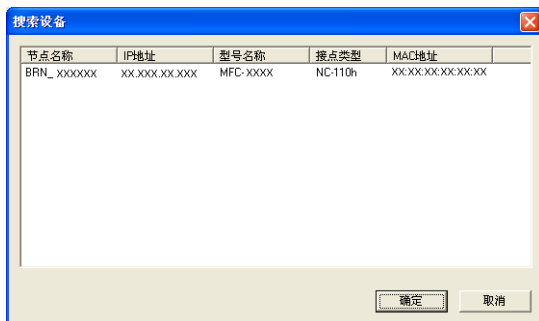 搜索设备
节点名称 IP地址 型号名称 接点类型 MAC地址
BRN_ XXXXXX XX.XXX.XX.XXX MFC-XXXX NC-110h XX:XX:XX:XX:XX:XX
确定 取消